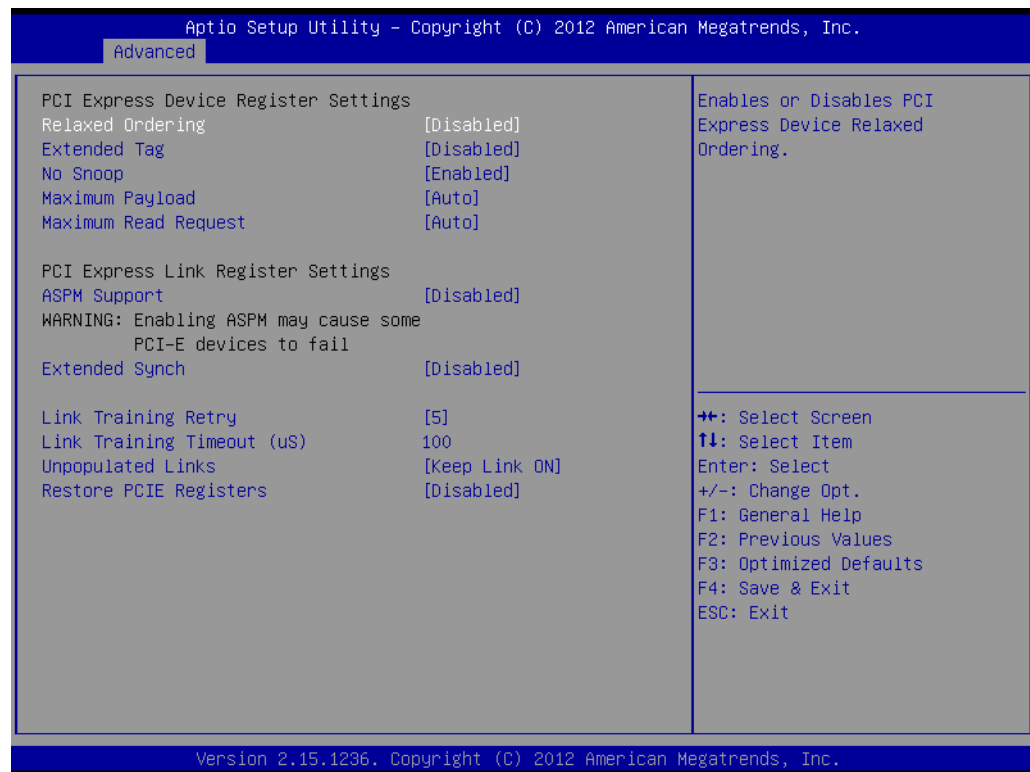 Aptio Setup Utility – Copyright (C) 2012 American Megatrends, Inc.
Advanced
PCI Express Device Register Settings
Relaxed Ordering [Disabled]
Extended Tag [Disabled]
No Snoop [Enabled]
Maximum Payload [Auto]
Maximum Read Request [Auto]
PCI Express Link Register Settings
ASPM Support [Disabled]
WARNING: Enabling ASPM may cause some
PCI-E devices to fail
Extended Synch [Disabled]
Link Training Retry [5]
Link Training Timeout (uS) 100
Unpopulated Links [Keep Link ON]
Restore PCIE Registers [Disabled]
Enables or Disables PCI
Express Device Relaxed
Ordering.
→←: Select Screen
↑↓: Select Item
Enter: Select
+/-: Change Opt.
F1: General Help
F2: Previous Values
F3: Optimized Defaults
F4: Save & Exit
ESC: Exit
Version 2.15.1236. Copyright (C) 2012 American Megatrends, Inc.